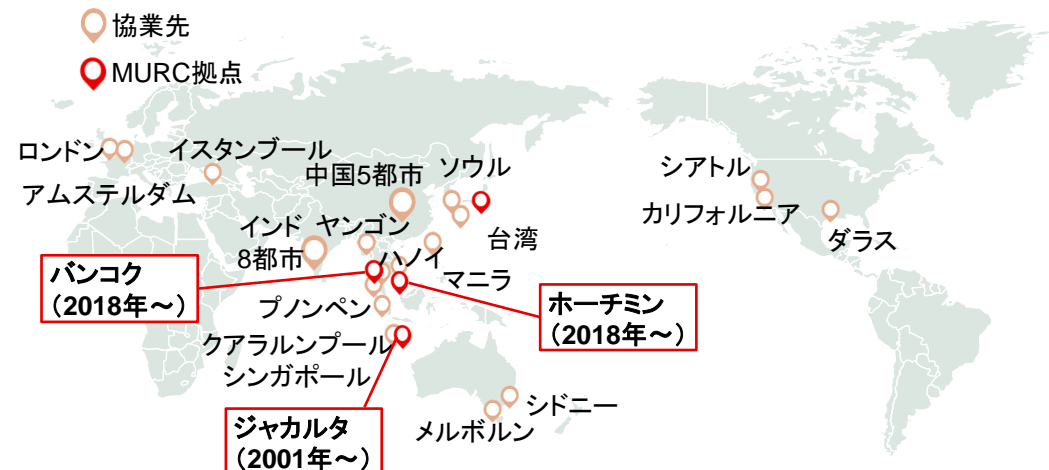 協業先
MURC拠点
ロンドン
アムステルダム
イスタンブール
中国5都市
ソウル
インド
8都市
ヤンゴン
ハノイ
台湾
マニラ
バンコク
（2018年～）
プノンペン
ホーチミン
（2018年～）
クアラルンプール
シンガポール
ジャカルタ
（2001年～）
シドニー
メルボルン
シアトル
カリフォルニア
ダラス